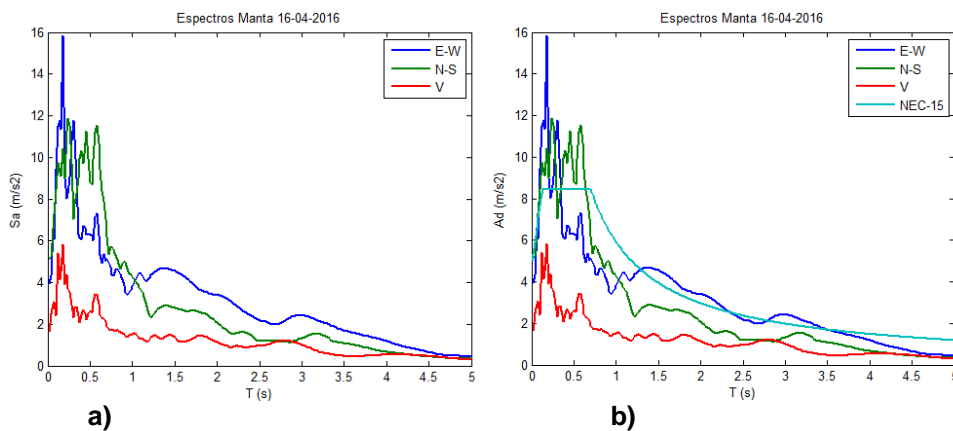 Espectros Manta 16-04-2016
Sa (m/s2)
16
14
12
10
8
6
4
2
0
0 0.5 1 1.5 2 2.5 3 3.5 4 4.5 5
T (s)
E-W
N-S
V
a)
Espectros Manta 16-04-2016
Ad (m/s2)
16
14
12
10
8
6
4
2
0
0 0.5 1 1.5 2 2.5 3 3.5 4 4.5 5
T (s)
E-W
N-S
V
NEC-15
b)